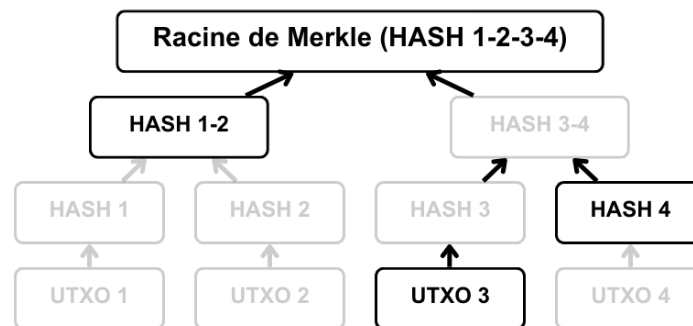 Racine de Merkle (HASH 1-2-3-4)
HASH 1-2
HASH 3-4
HASH 1
HASH 2
HASH 3
HASH 4
UTXO 1
UTXO 2
UTXO 3
UTXO 4